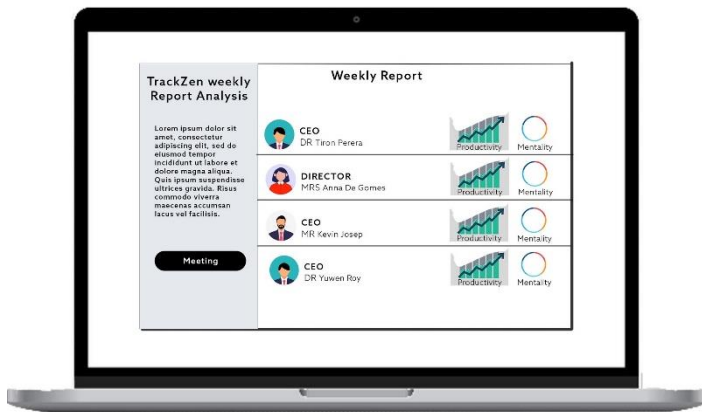 TrackZen weekly
Report Analysis
Lorem ipsum dolor sit
amet, consectetur
adipiscing elit, sed do
eiusmod tempor
incididunt ut labore et
dolore magna aliqua.
Quis ipsum suspendisse
ultrices gravida. Risus
commodo viverra
maecenas accumsan
lacus vel facilisis.
Meeting
Weekly Report
CEO
DR Tiron Perera
Productivity
Mentality
DIRECTOR
MRS Anna De Gomes
Productivity
Mentality
CEO
MR Kevin Josep
Productivity
Mentality
CEO
DR Yuwen Roy
Productivity
Mentality